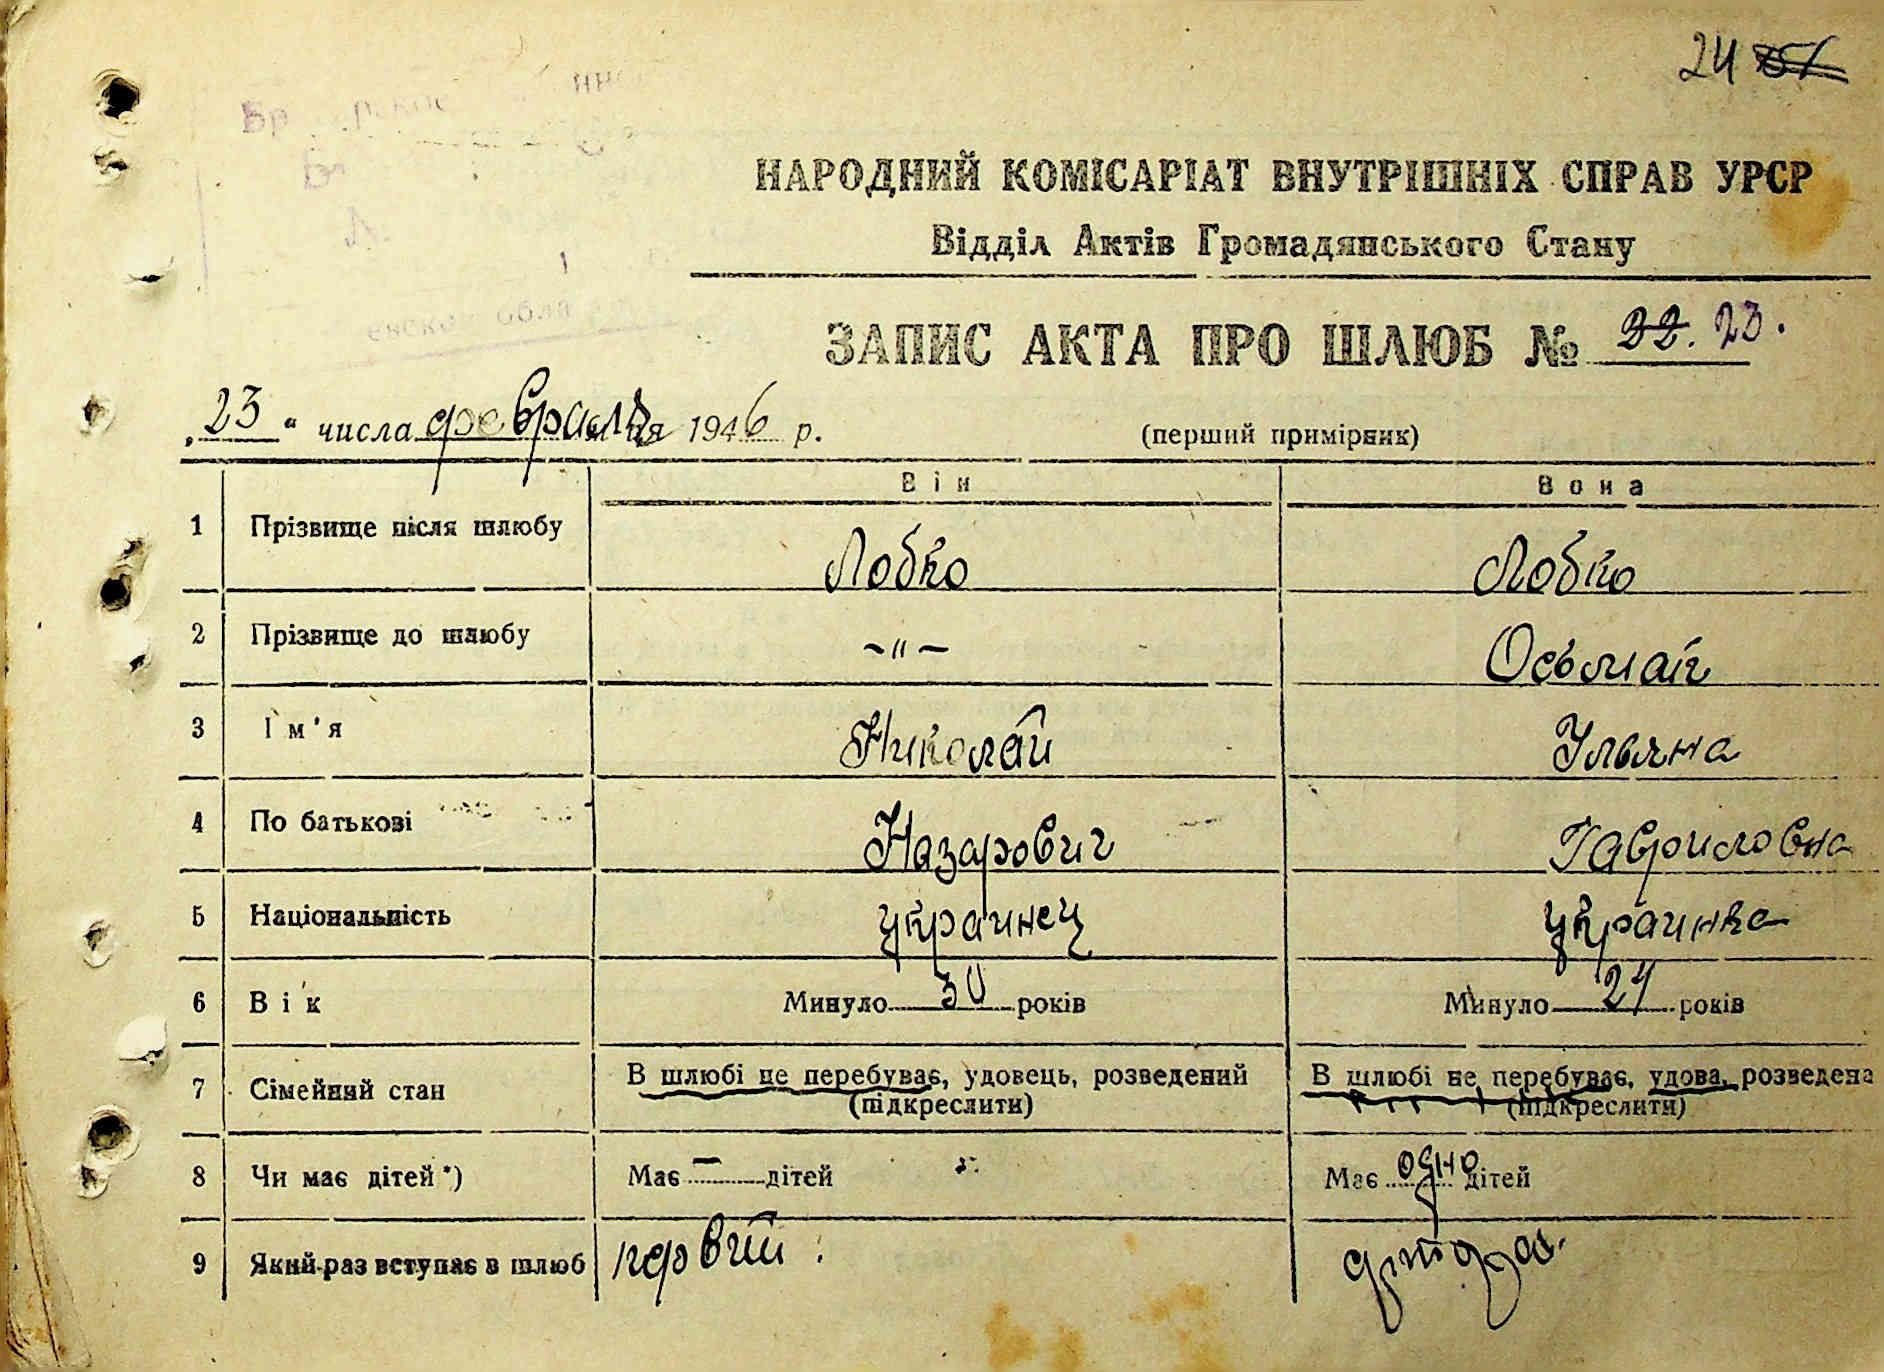 24
НАРОДНИЙ КОМІСАРІАТ ВНУТРІШНІХ СПРАВ УРСР
Відділ Актів Громадянського Стану
ЗАПИС АКТА ПРО ШЛЮБ № 22. 23.
„23“ числа февраля 1946 р. (перший примірник)
Він Вона
1 Прізвище після шлюбу Лобко Лобко
2 Прізвище до шлюбу -"- Осьмак
3 Ім'я Николай Ульяна
4 По батькові Назарович Гавриловна
5 Національність украинец украинка
6 Вік Минуло 30 років Минуло 24 років
7 Сімейний стан В шлюбі не перебуває, удовець, розведений (підкреслити) В шлюбі не перебуває, удова, розведена (підкреслити)
8 Чи має дітей *) Має — дітей Має одно дітей
9 Який раз вступає в шлюб первий